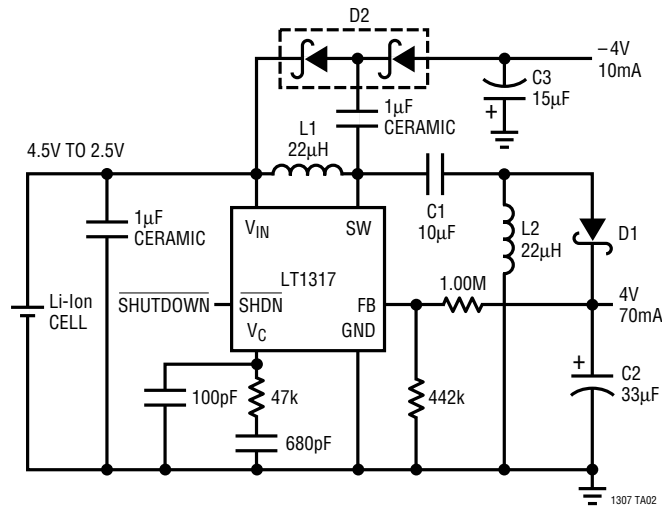 D2
–4V
10mA
C3
15µF
+
1µF
CERAMIC
L1
22µH
4.5V TO 2.5V
1µF
CERAMIC
VIN
SW
C1
10µF
L2
22µH
D1
LT1317
1.00M
Li-Ion
CELL
SHUTDOWN
SHDN
FB
4V
70mA
VC
GND
+
C2
33µF
100pF
47k
442k
680pF
1307 TA02